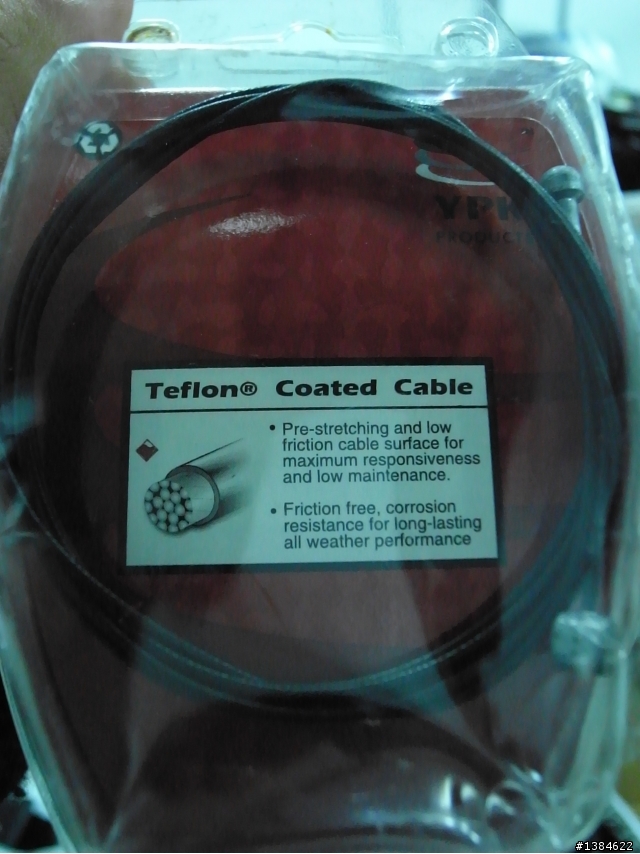 PRODUCTS
Teflon® Coated Cable
• Pre-stretching and low
friction cable surface for
maximum responsiveness
and low maintenance.
• Friction free, corrosion
resistance for long-lasting
all weather performance
#1384622